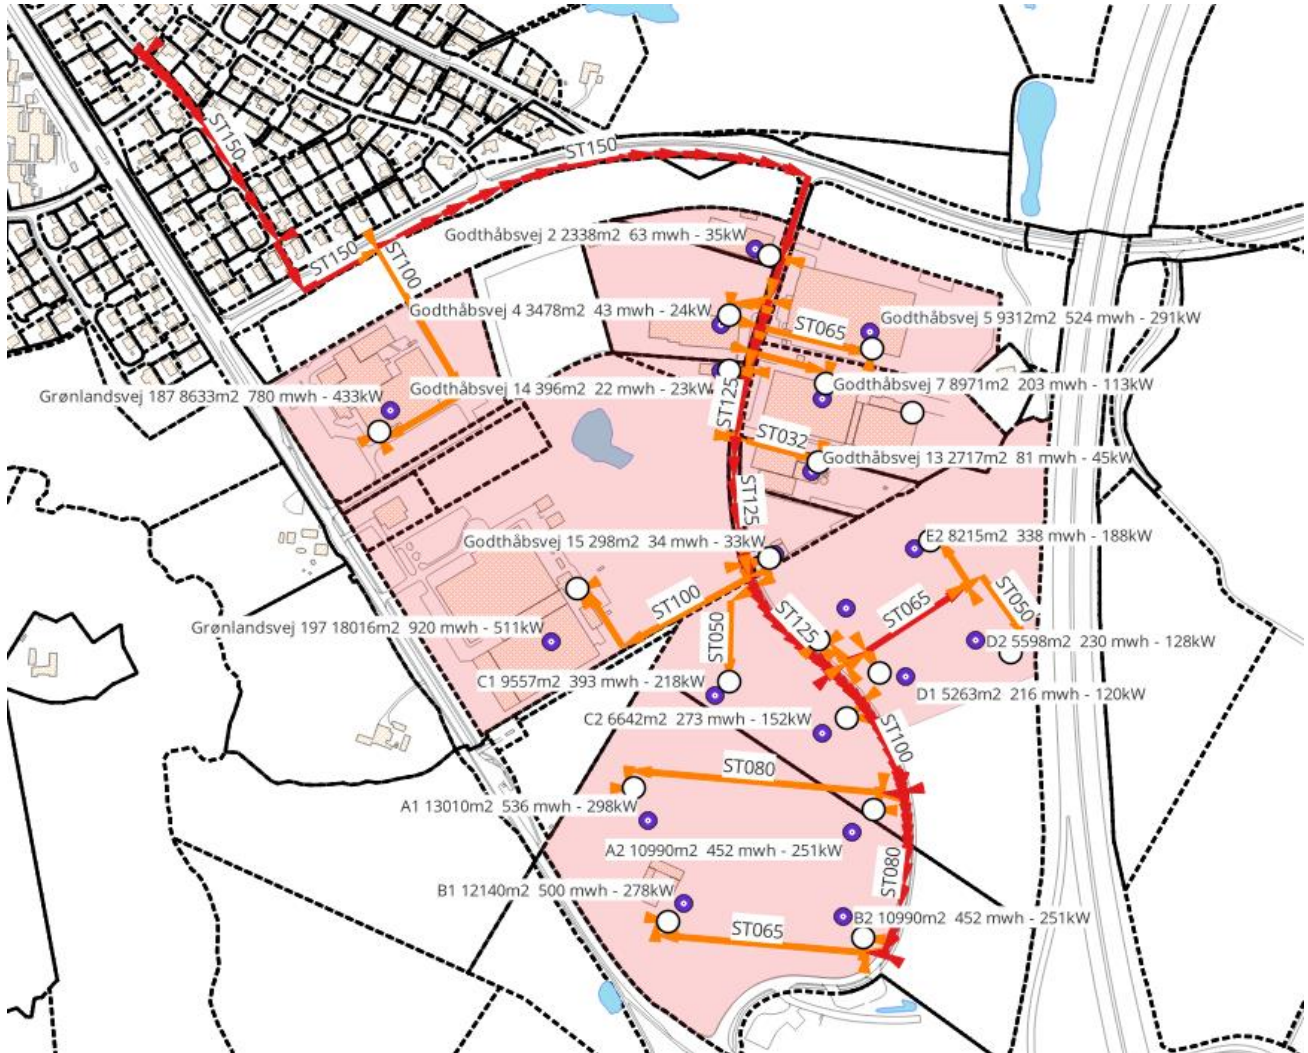 ST150
ST150
ST150
ST100
Godthåbsvej 2 2338m2 63 mwh - 35kW
Godthåbsvej 4 3478m2 43 mwh - 24kW
ST065
Godthåbsvej 5 9312m2 524 mwh - 291kW
Grønlandsvej 187 8633m2 780 mwh - 433kW
Godthåbsvej 14 396m2 22 mwh - 23kW
Godthåbsvej 7 8971m2 203 mwh - 113kW
ST125
ST032
Godthåbsvej 13 2717m2 81 mwh - 45kW
ST125
Godthåbsvej 15 298m2 34 mwh - 33kW
E2 8215m2 338 mwh - 188kW
ST100
ST065
ST050
Grønlandsvej 197 18016m2 920 mwh - 511kW
ST050
ST125
D2 5598m2 230 mwh - 128kW
C1 9557m2 393 mwh - 218kW
D1 5263m2 216 mwh - 120kW
C2 6642m2 273 mwh - 152kW
ST100
ST080
A1 13010m2 536 mwh - 298kW
A2 10990m2 452 mwh - 251kW
ST080
B1 12140m2 500 mwh - 278kW
B2 10990m2 452 mwh - 251kW
ST065